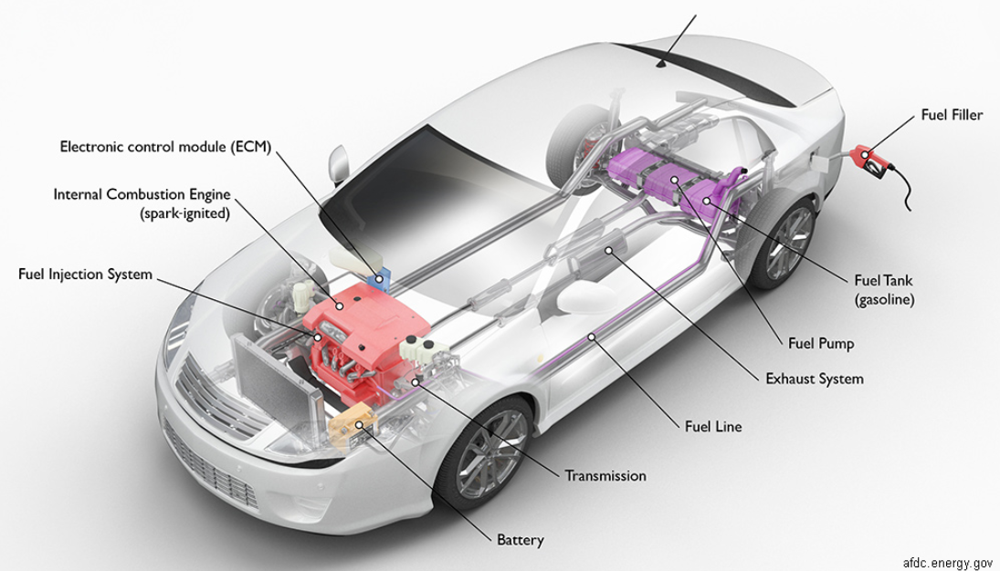 Fuel Filler
Electronic control module (ECM)
Internal Combustion Engine
(spark-ignited)
Fuel Injection System
Fuel Tank
(gasoline)
Fuel Pump
Exhaust System
Fuel Line
Transmission
Battery
afdc.energy.gov